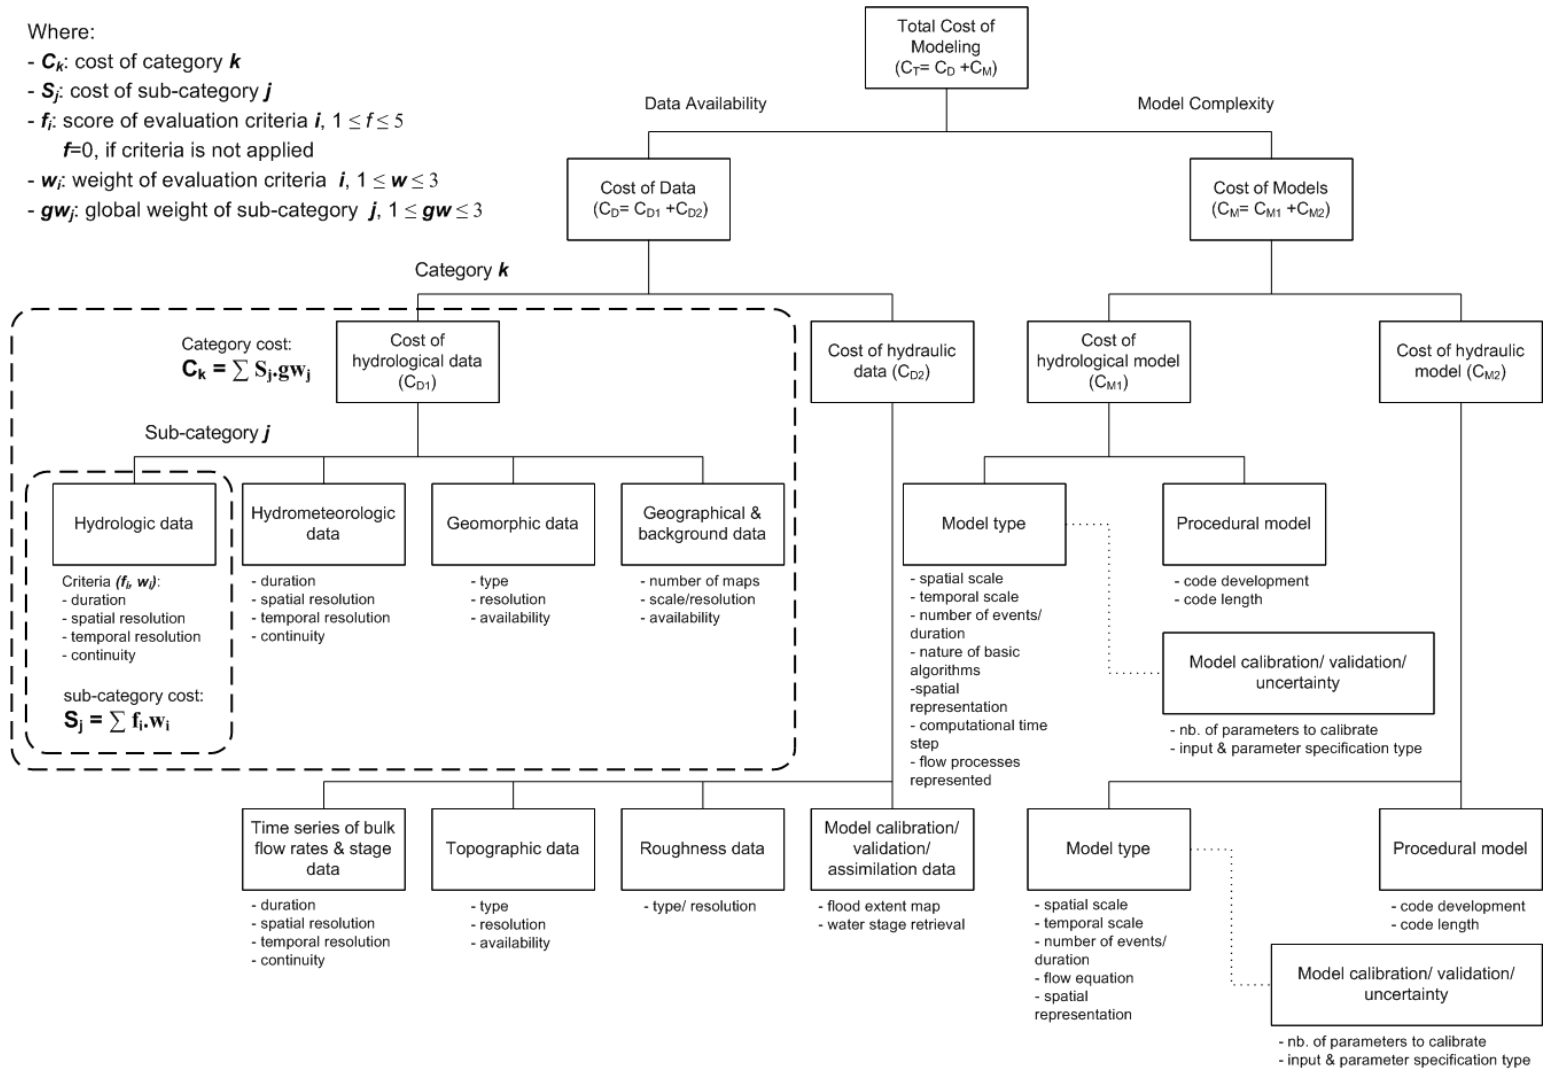 Where:
- Ck: cost of category k
- Sj: cost of sub-category j
- fi: score of evaluation criteria i, 1 ≤ f ≤ 5
f=0, if criteria is not applied
- wi: weight of evaluation criteria i, 1 ≤ w ≤ 3
- gwj: global weight of sub-category j, 1 ≤ gw ≤ 3
Total Cost of
Modeling
(CT= CD +CM)
Data Availability
Model Complexity
Cost of Data
(CD= CD1 +CD2)
Cost of Models
(CM= CM1 +CM2)
Category k
Category cost:
Ck = ∑ Sj.gwj
Cost of
hydrological data
(CD1)
Cost of hydraulic
data (CD2)
Cost of
hydrological model
(CM1)
Cost of hydraulic
model (CM2)
Sub-category j
Hydrologic data
Criteria (fi, wi):
- duration
- spatial resolution
- temporal resolution
- continuity
sub-category cost:
Sj = ∑ fi.wi
Hydrometeorologic
data
- duration
- spatial resolution
- temporal resolution
- continuity
Geomorphic data
- type
- resolution
- availability
Geographical &
background data
- number of maps
- scale/resolution
- availability
Model type
- spatial scale
- temporal scale
- number of events/
duration
- nature of basic
algorithms
-spatial
representation
- computational time
step
- flow processes
represented
Procedural model
- code development
- code length
Model calibration/ validation/
uncertainty
- nb. of parameters to calibrate
- input & parameter specification type
Time series of bulk
flow rates & stage
data
- duration
- spatial resolution
- temporal resolution
- continuity
Topographic data
- type
- resolution
- availability
Roughness data
- type/ resolution
Model calibration/
validation/
assimilation data
- flood extent map
- water stage retrieval
Model type
- spatial scale
- temporal scale
- number of events/
duration
- flow equation
- spatial
representation
Procedural model
- code development
- code length
Model calibration/ validation/
uncertainty
- nb. of parameters to calibrate
- input & parameter specification type